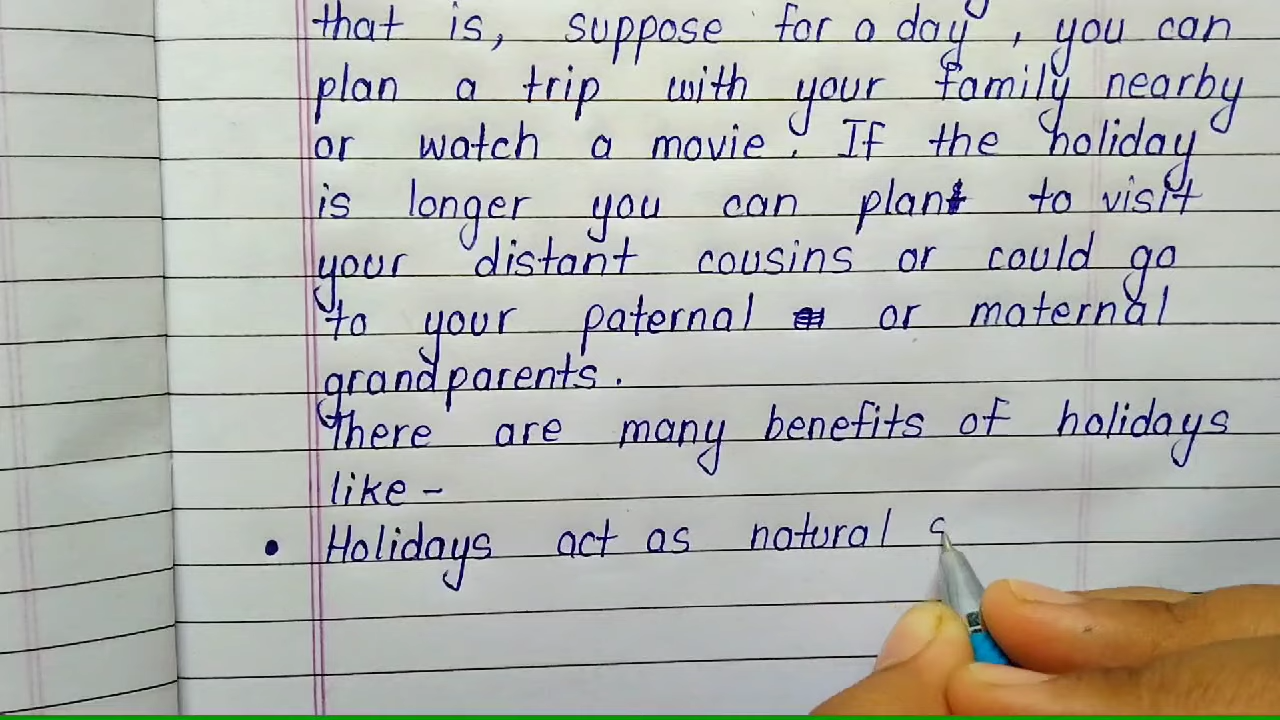 that is, suppose for a day, you can
plan a trip with your family nearby
or watch a movie. If the holiday
is longer you can plan to visit
your distant cousins or could go
to your paternal or maternal
grandparents.
There are many benefits of holidays
like -
• Holidays act as natural